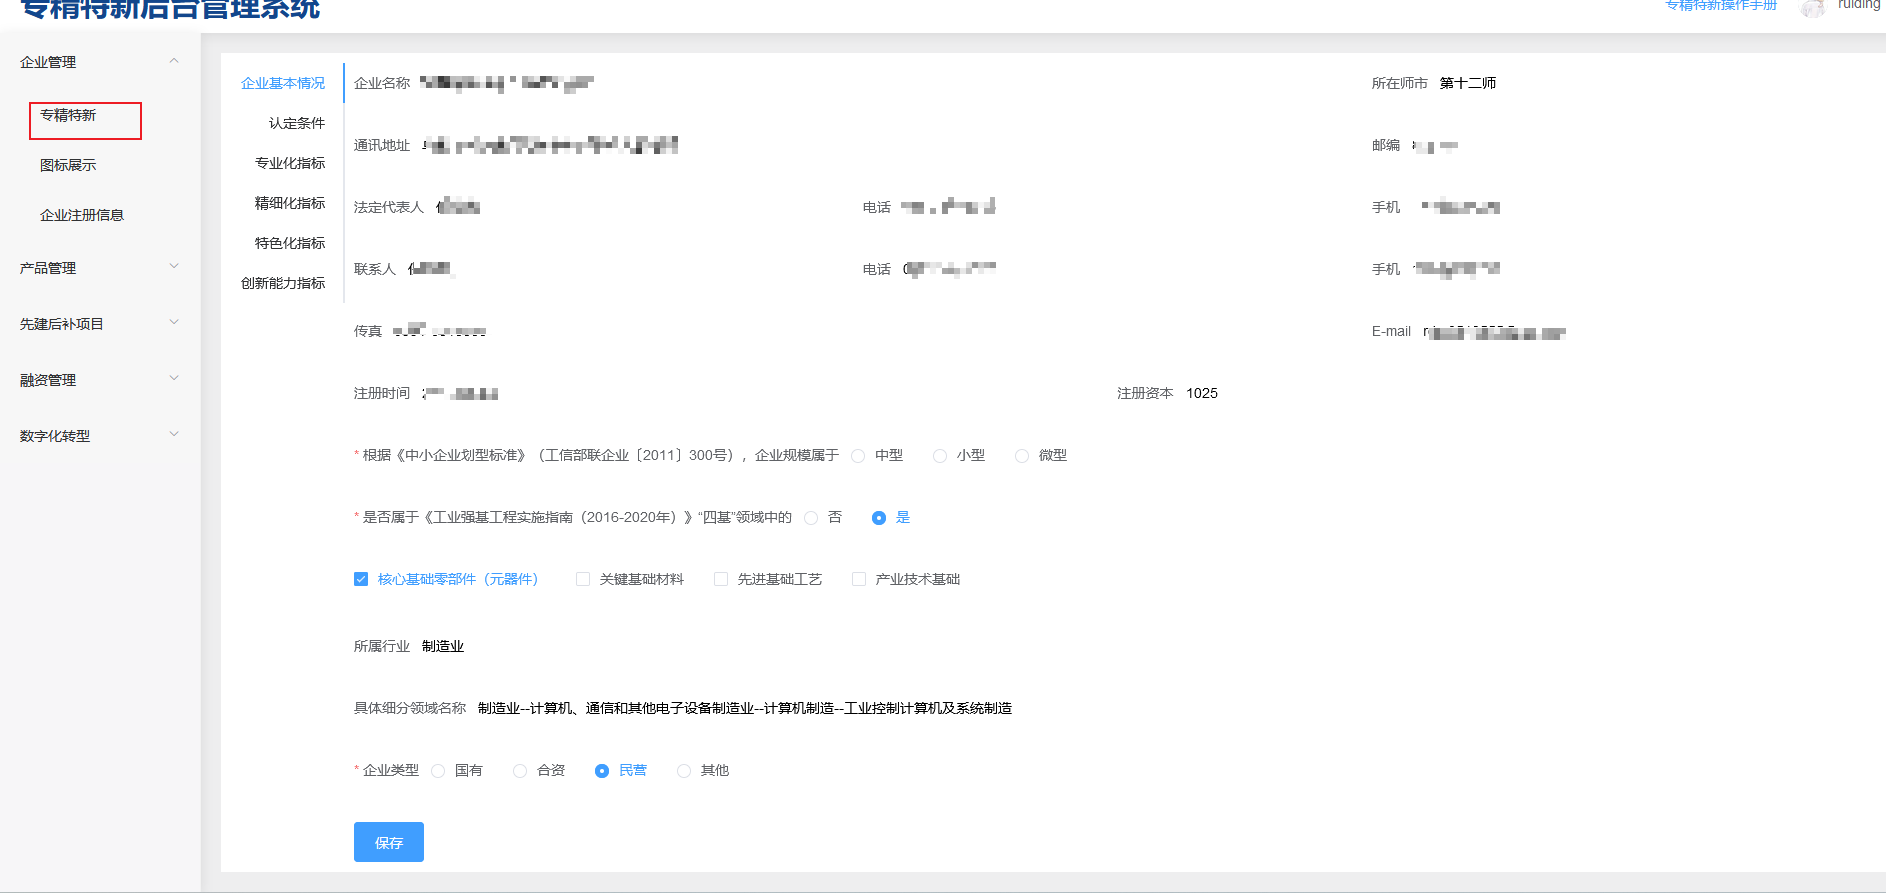 专精特新后台管理系统
专精特新操作手册 ruiding
企业管理
专精特新
图标展示
企业注册信息
产品管理
先建后补项目
融资管理
数字化转型
企业基本情况
认定条件
专业化指标
精细化指标
特色化指标
创新能力指标
企业名称 所在师市 第十二师
通讯地址 邮编
法定代表人 电话 手机
联系人 电话 手机
传真 E-mail
注册时间 注册资本 1025
*根据《中小企业划型标准》（工信部联企业〔2011〕300号），企业规模属于 中型 小型 微型
*是否属于《工业强基工程实施指南（2016-2020年）》“四基”领域中的 否 是
核心基础零部件（元器件） 关键基础材料 先进基础工艺 产业技术基础
所属行业 制造业
具体细分领域名称 制造业--计算机、通信和其他电子设备制造业--计算机制造--工业控制计算机及系统制造
*企业类型 国有 合资 民营 其他
保存